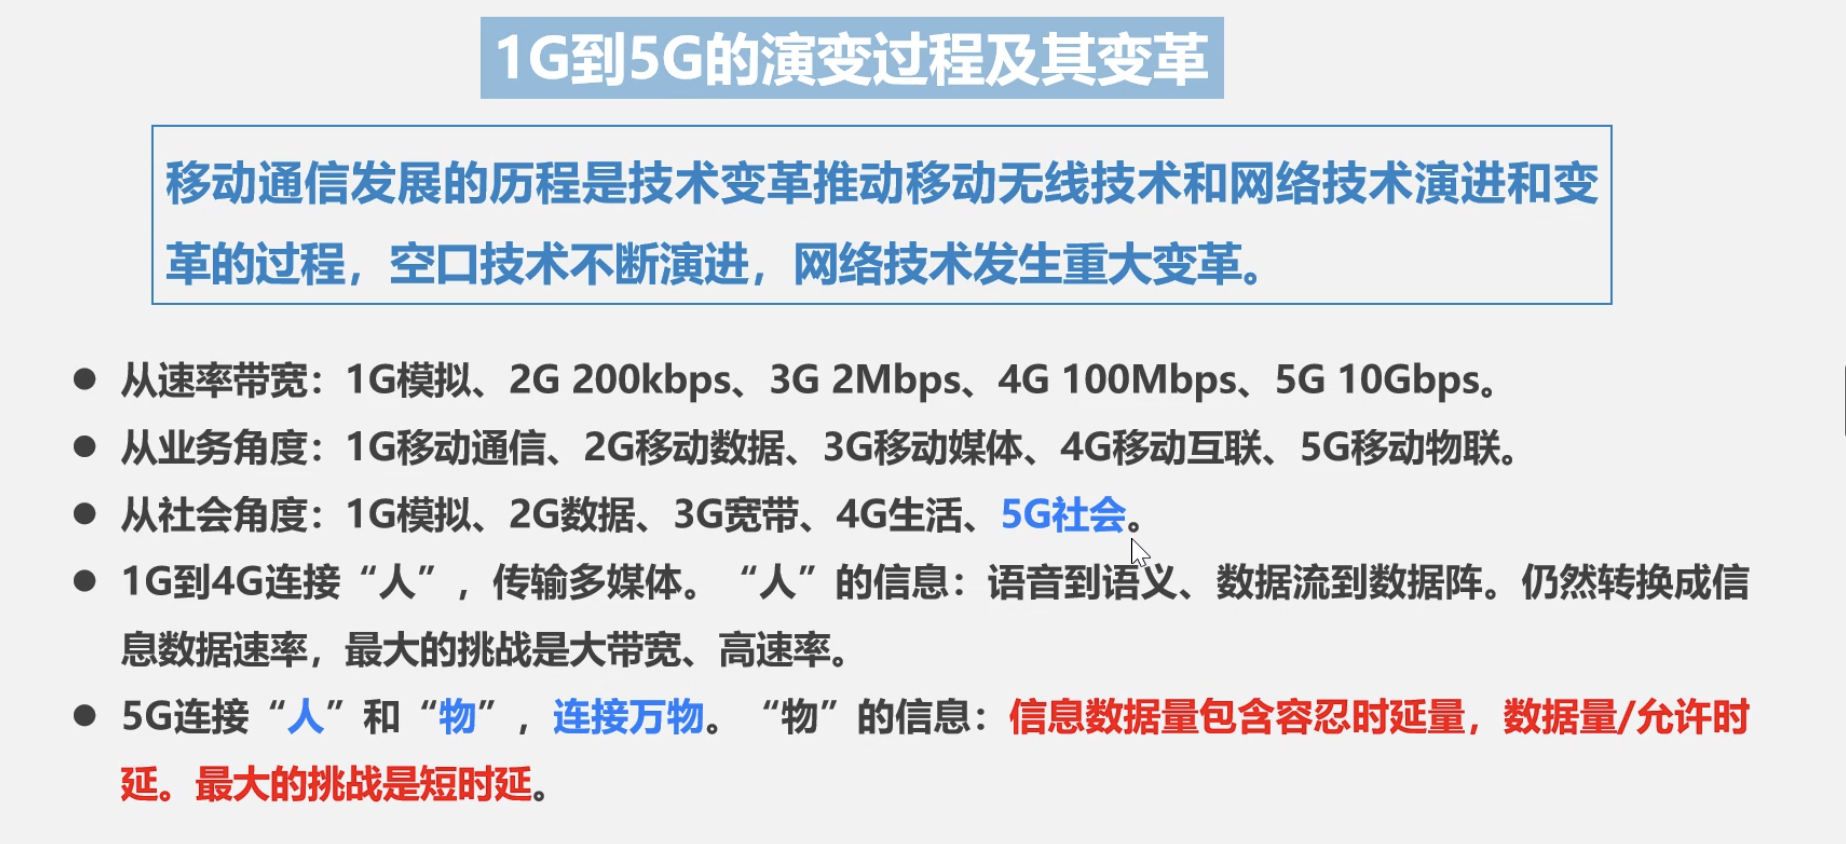 1G到5G的演变过程及其变革
移动通信发展的历程是技术变革推动移动无线技术和网络技术演进和变
革的过程，空口技术不断演进，网络技术发生重大变革。
● 从速率带宽：1G模拟、2G 200kbps、3G 2Mbps、4G 100Mbps、5G 10Gbps。
● 从业务角度：1G移动通信、2G移动数据、3G移动媒体、4G移动互联、5G移动物联。
● 从社会角度：1G模拟、2G数据、3G宽带、4G生活、5G社会。
● 1G到4G连接“人”，传输多媒体。“人”的信息：语音到语义、数据流到数据阵。仍然转换成信
息数据速率，最大的挑战是大带宽、高速率。
● 5G连接“人”和“物”，连接万物。“物”的信息：信息数据量包含容忍时延量，数据量/允许时
延。最大的挑战是短时延。